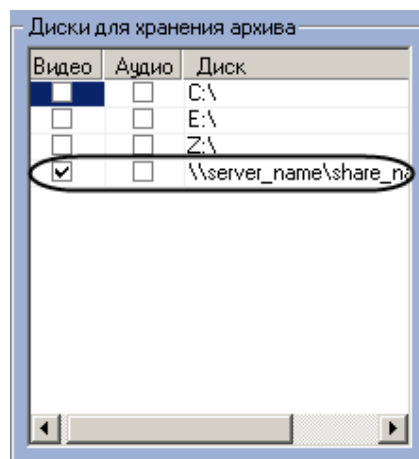 Диски для хранения архива
Видео Аудио Диск
C:\
E:\
Z:\
\\server_name\share_na